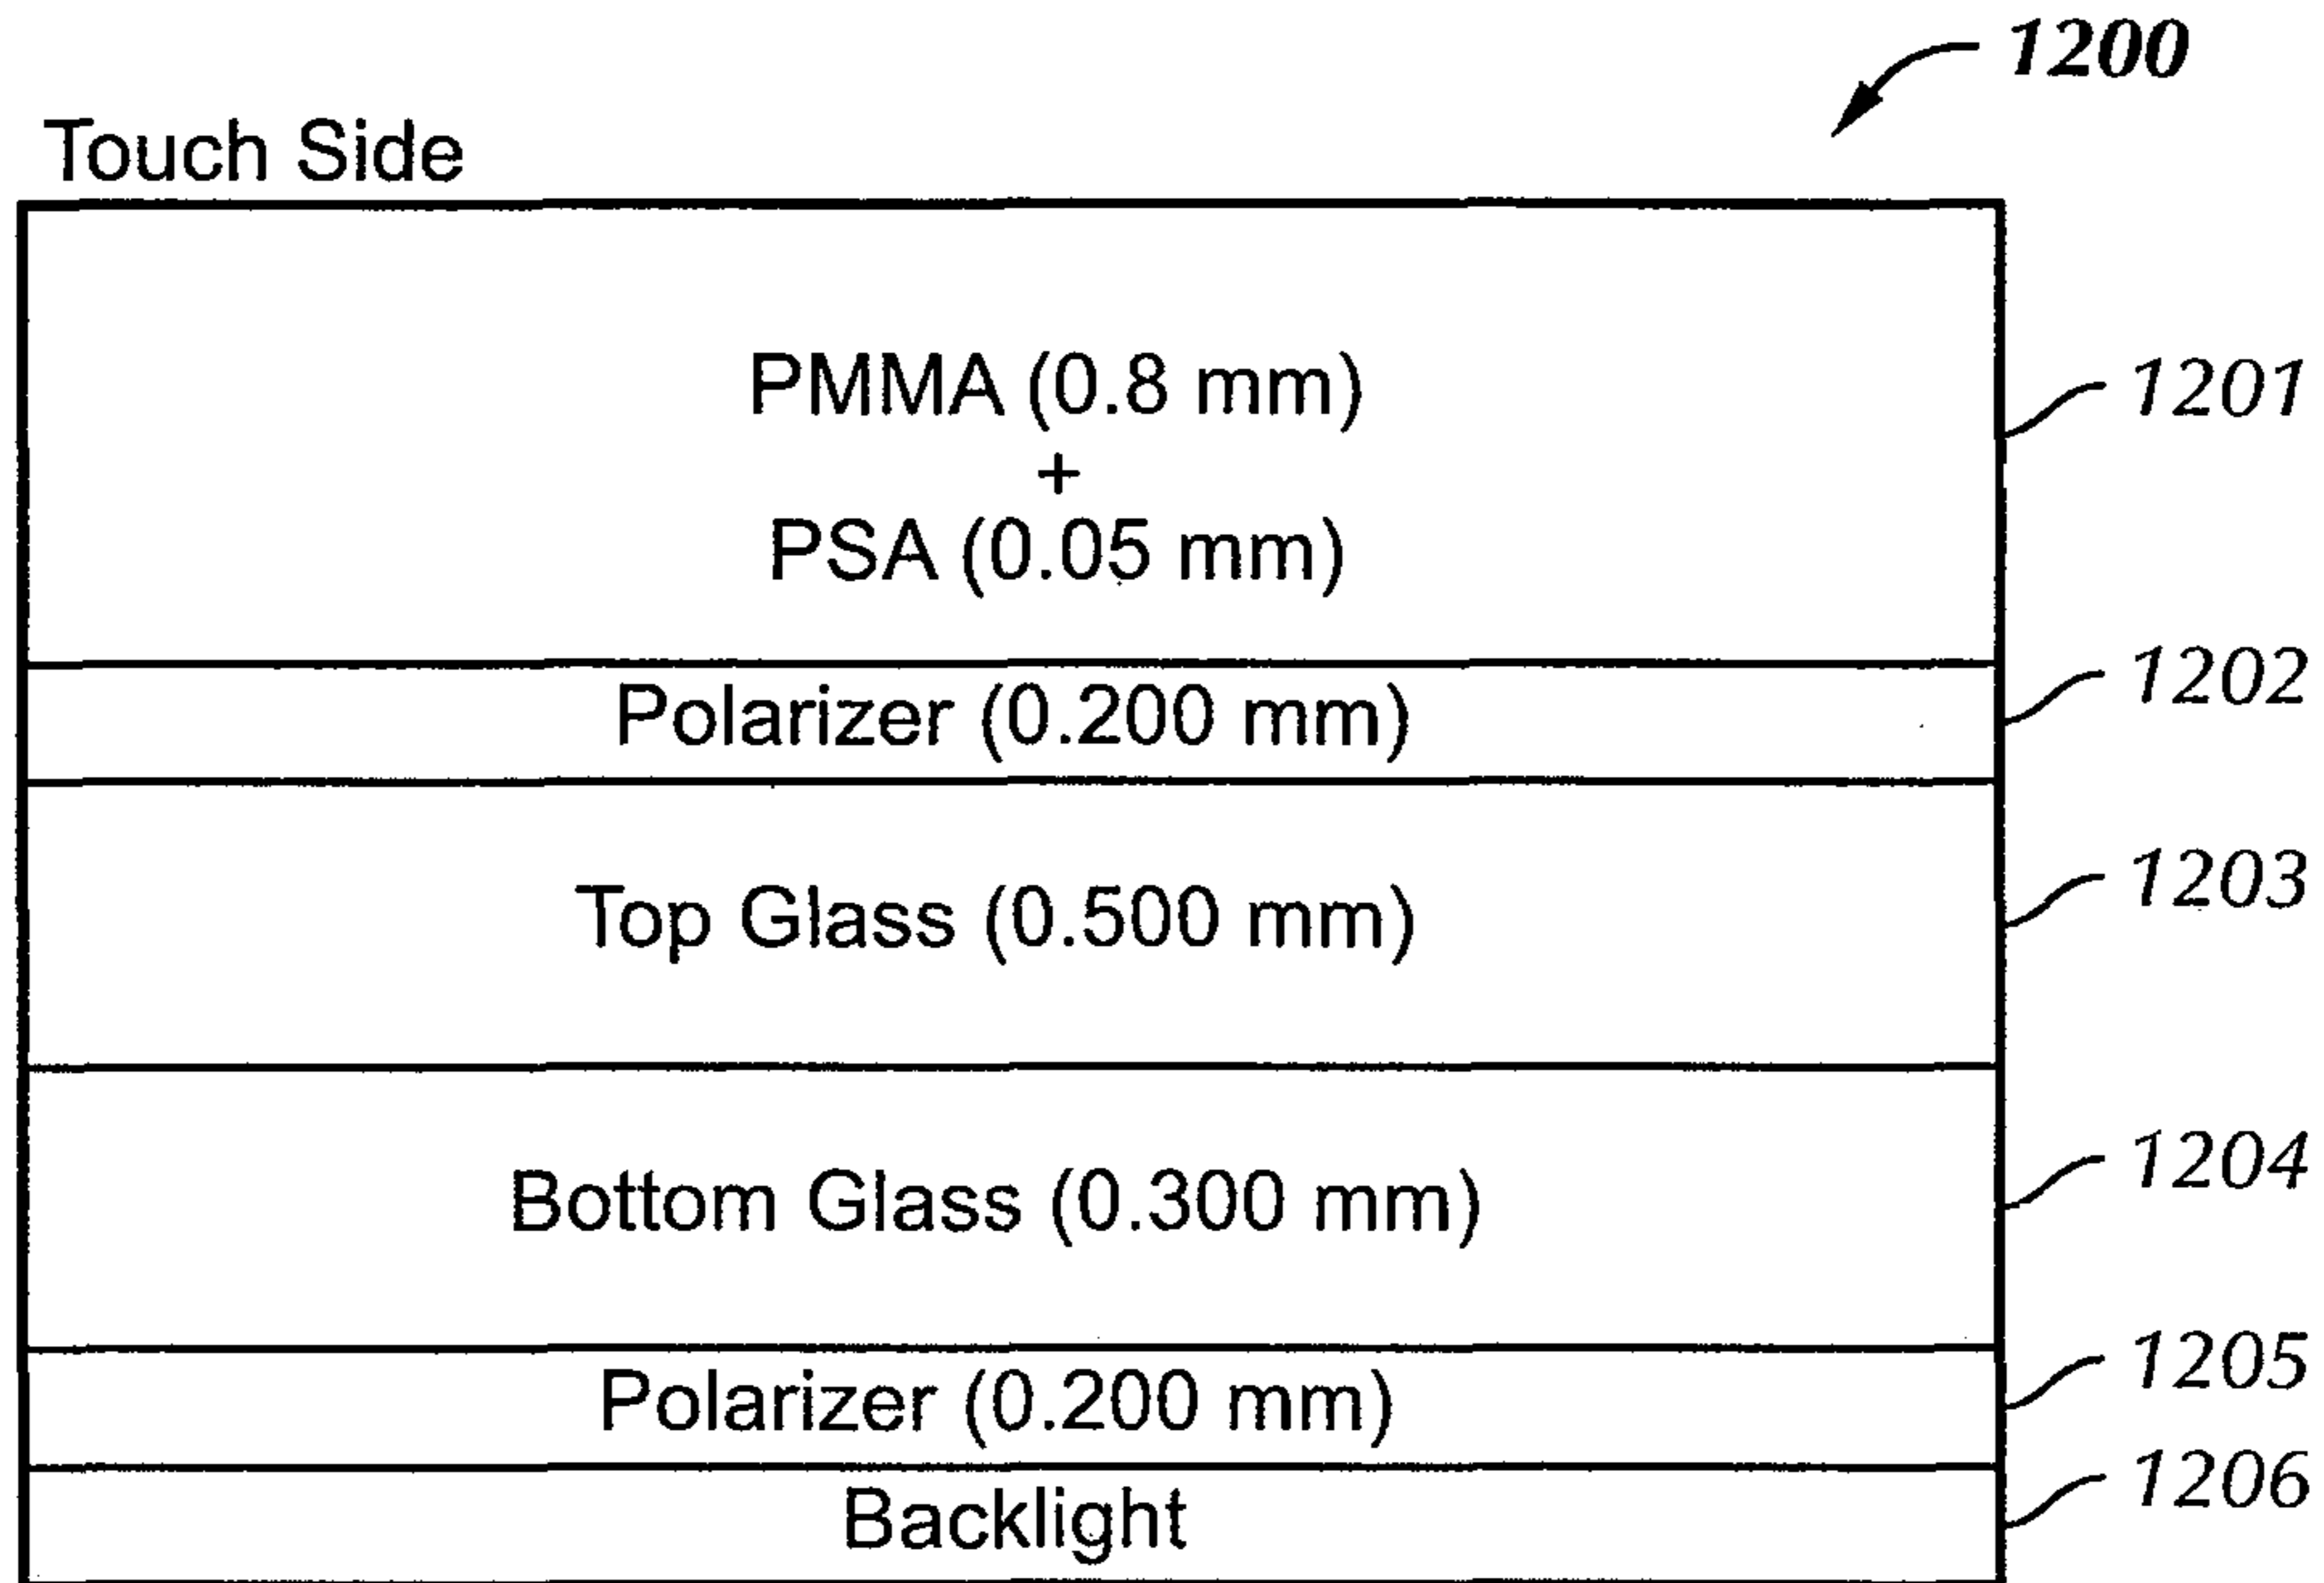 1200
Touch Side
PMMA (0.8 mm)
+
PSA (0.05 mm)
1201
Polarizer (0.200 mm)
1202
Top Glass (0.500 mm)
1203
Bottom Glass (0.300 mm)
1204
Polarizer (0.200 mm)
1205
Backlight
1206